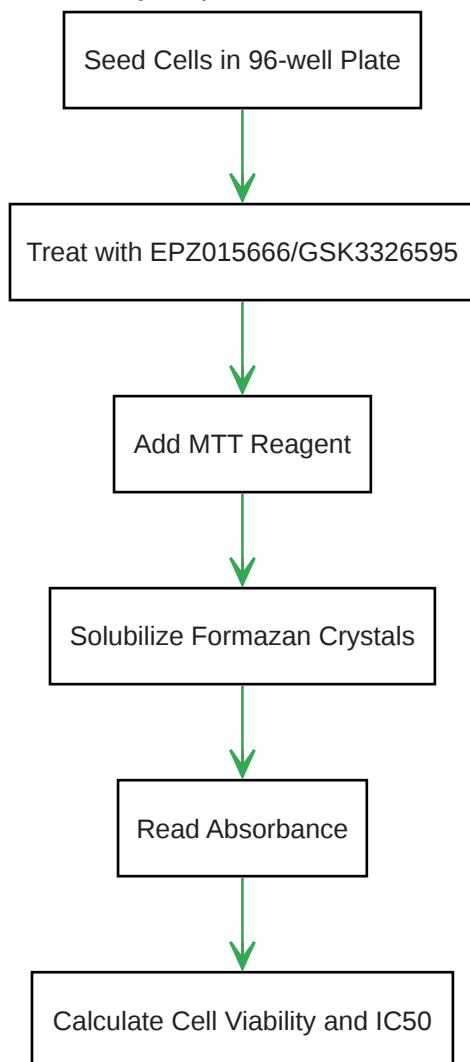 Seed Cells in 96-well Plate
Treat with EPZ015666/GSK3326595
Add MTT Reagent
Solubilize Formazan Crystals
Read Absorbance
Calculate Cell Viability and IC50